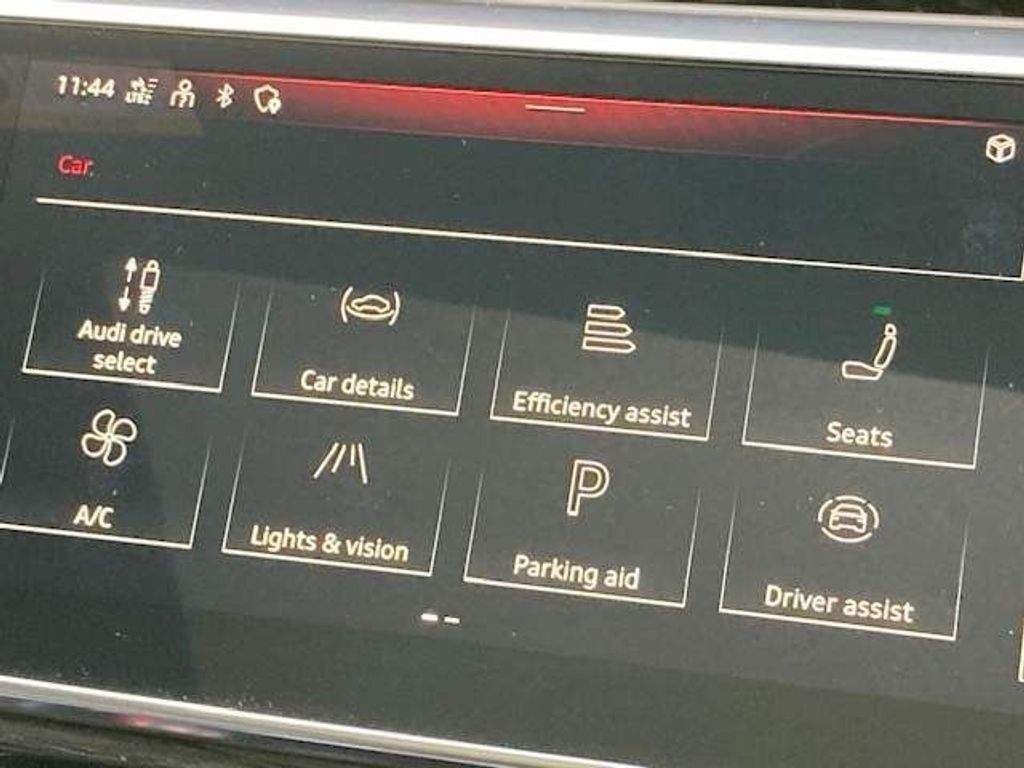 11:44
Car
Audi drive
select
Car details
Efficiency assist
Seats
A/C
Lights & vision
P
Parking aid
Driver assist